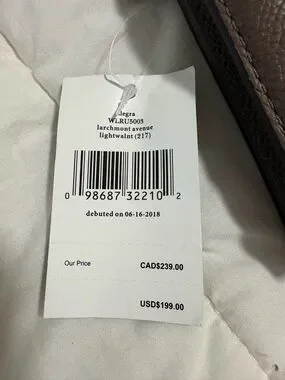 WLRU5003
larchmont avenue
lightwalnt (217)
0 98687 32210 2
debuted on 06-16-2018
Our Price CAD$239.00
USD$199.00